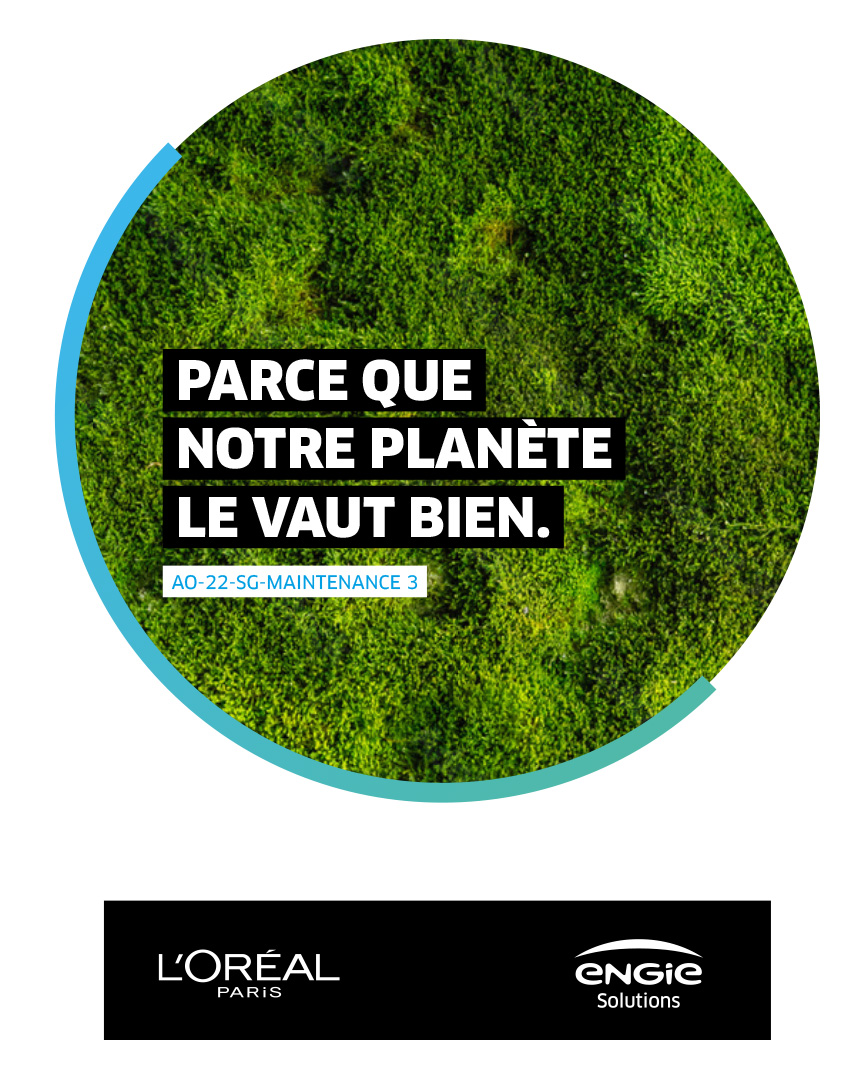 PARCE QUE
NOTRE PLANÈTE
LE VAUT BIEN.
AO-22-SG-MAINTENANCE 3
L'ORÉAL
PARiS
eNGie
Solutions